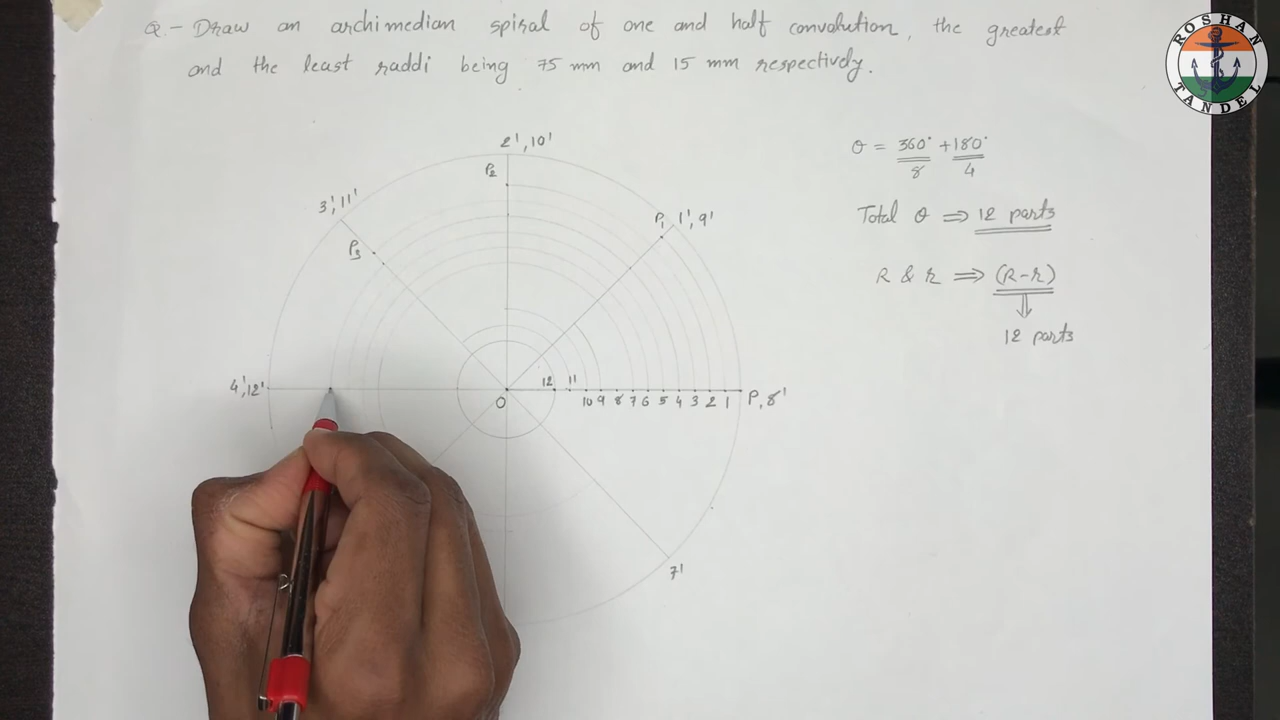 Q.- Draw an archimedian spiral of one and half convolution, the greatest
and the least raddi being 75 mm and 15 mm respectively.
ROSHAN
TANDEL
2',10'
P2
3',11'
P3
P1 1',9'
4',12'
O
12 11
10 9 8 7 6 5 4 3 2 1
P,8'
7'
θ = 360° + 180°
8 4
Total θ ⇒ 12 parts
R & r ⇒ (R-r)
⇓
12 parts